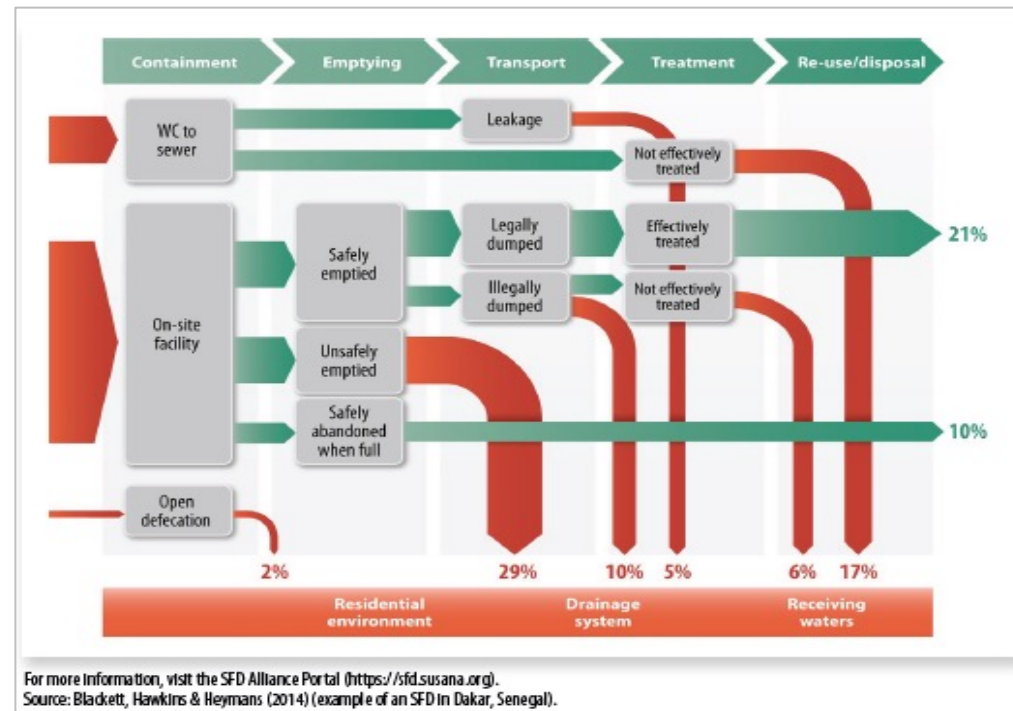 Containment
Emptying
Transport
Treatment
Re-use/disposal
WC to
sewer
Leakage
Not effectively
treated
On-site
facility
Safely
emptied
Legally
dumped
Effectively
treated
21%
Illegally
dumped
Not effectively
treated
Unsafely
emptied
Safely
abandoned
when full
10%
Open
defecation
2%
29%
10%
5%
6%
17%
Residential
environment
Drainage
system
Receiving
waters
For more information, visit the SFD Alliance Portal (https://sfd.susana.org).
Source: Blackett, Hawkins & Heymans (2014) (example of an SFD in Dakar, Senegal).